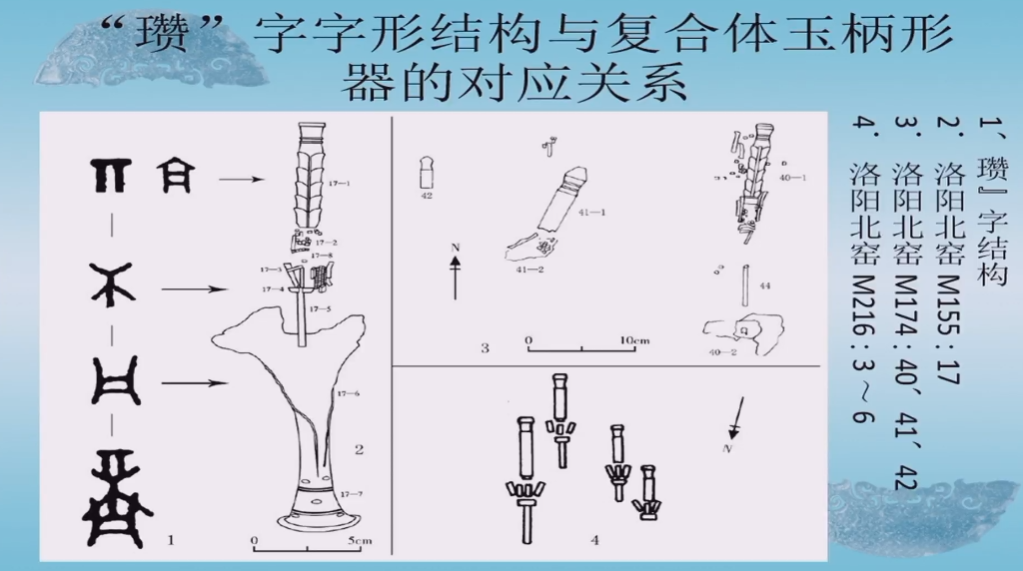 “瓒”字字形结构与复合体玉柄形
器的对应关系
1、瓒』字结构
2. 洛阳北窑 M155 : 17
3. 洛阳北窑 M174 : 40、41、42
4. 洛阳北窑 M216 : 3～6
17—1
17—2
17—8
17—3
17—4
17—5
17—6
17—7
2
1
0 5cm
42
41—1
41—2
N
40—1
44
40—2
3
0 10cm
N
4